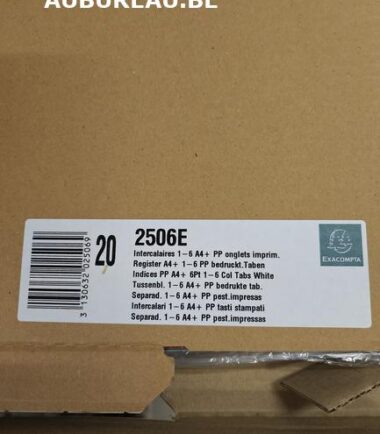 AUBUREAU.BE
3 130632 025069
20
2506E
Intercalaires 1-6 A4+ PP onglets imprim.
Register A4+ 1-6 PP bedruckt.Taben
Indices PP A4+ 6Pt 1-6 Col Tabs White
Tussenbl. 1-6 A4+ PP bedrukte tab.
Separad. 1-6 A4+ PP pest.impresas
Intercalari 1-6 A4+ PP tasti stampati
Separad. 1-6 A4+ PP pest.impressas
EXACOMPTA